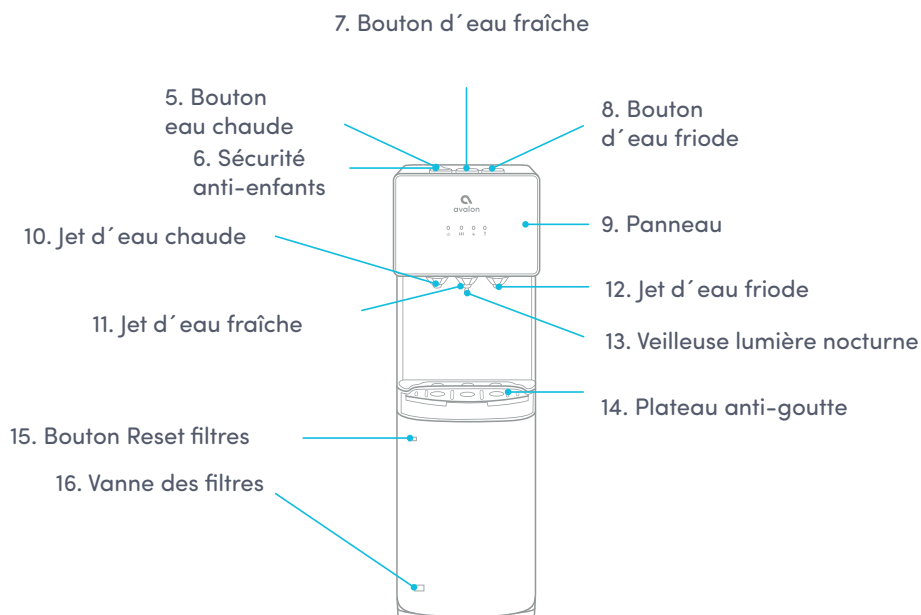 7. Bouton d´eau fraîche
5. Bouton
eau chaude
8. Bouton
d´eau friode
6. Sécurité
anti-enfants
avalon
9. Panneau
10. Jet d´eau chaude
12. Jet d´eau friode
11. Jet d´eau fraîche
13. Veilleuse lumière nocturne
14. Plateau anti-goutte
15. Bouton Reset filtres
16. Vanne des filtres